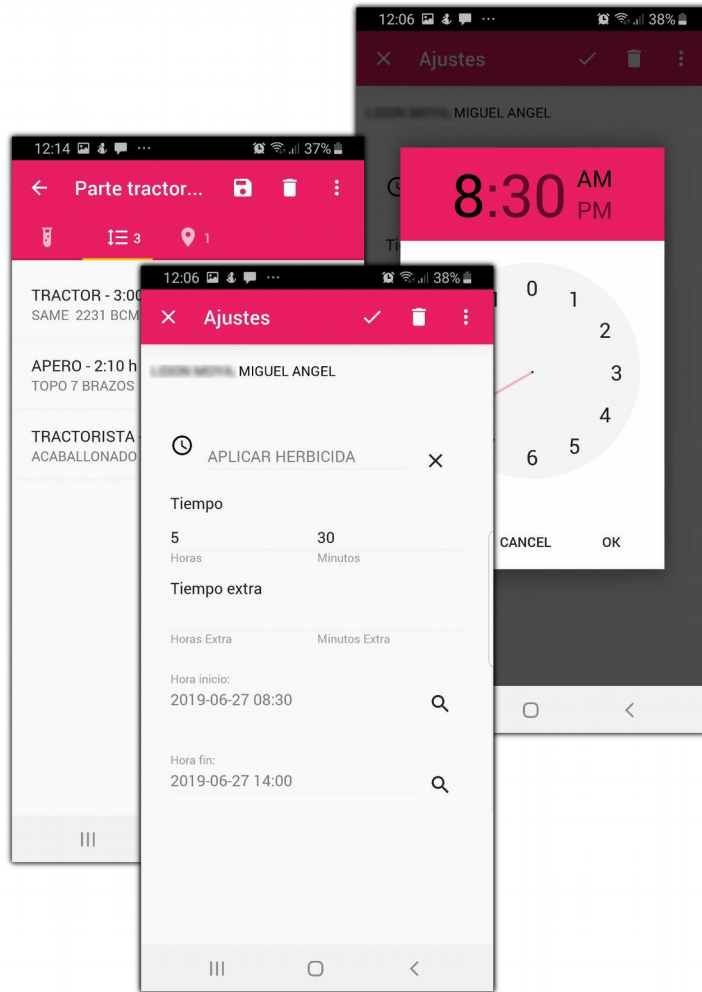 12:06 ... 38%
Ajustes
MIGUEL ANGEL
8:30 AM
PM
0
1
2
3
4
5
6
CANCEL OK
12:14 ... 37%
Parte tractor...
3 1
TRACTOR - 3:00
SAME 2231 BCM
APERO - 2:10 h
TOPO 7 BRAZOS
TRACTORISTA -
ACABALLONADO
12:06 ... 38%
Ajustes
MIGUEL ANGEL
APLICAR HERBICIDA
Tiempo
5 30
Horas Minutos
Tiempo extra
Horas Extra Minutos Extra
Hora inicio:
2019-06-27 08:30
Hora fin:
2019-06-27 14:00